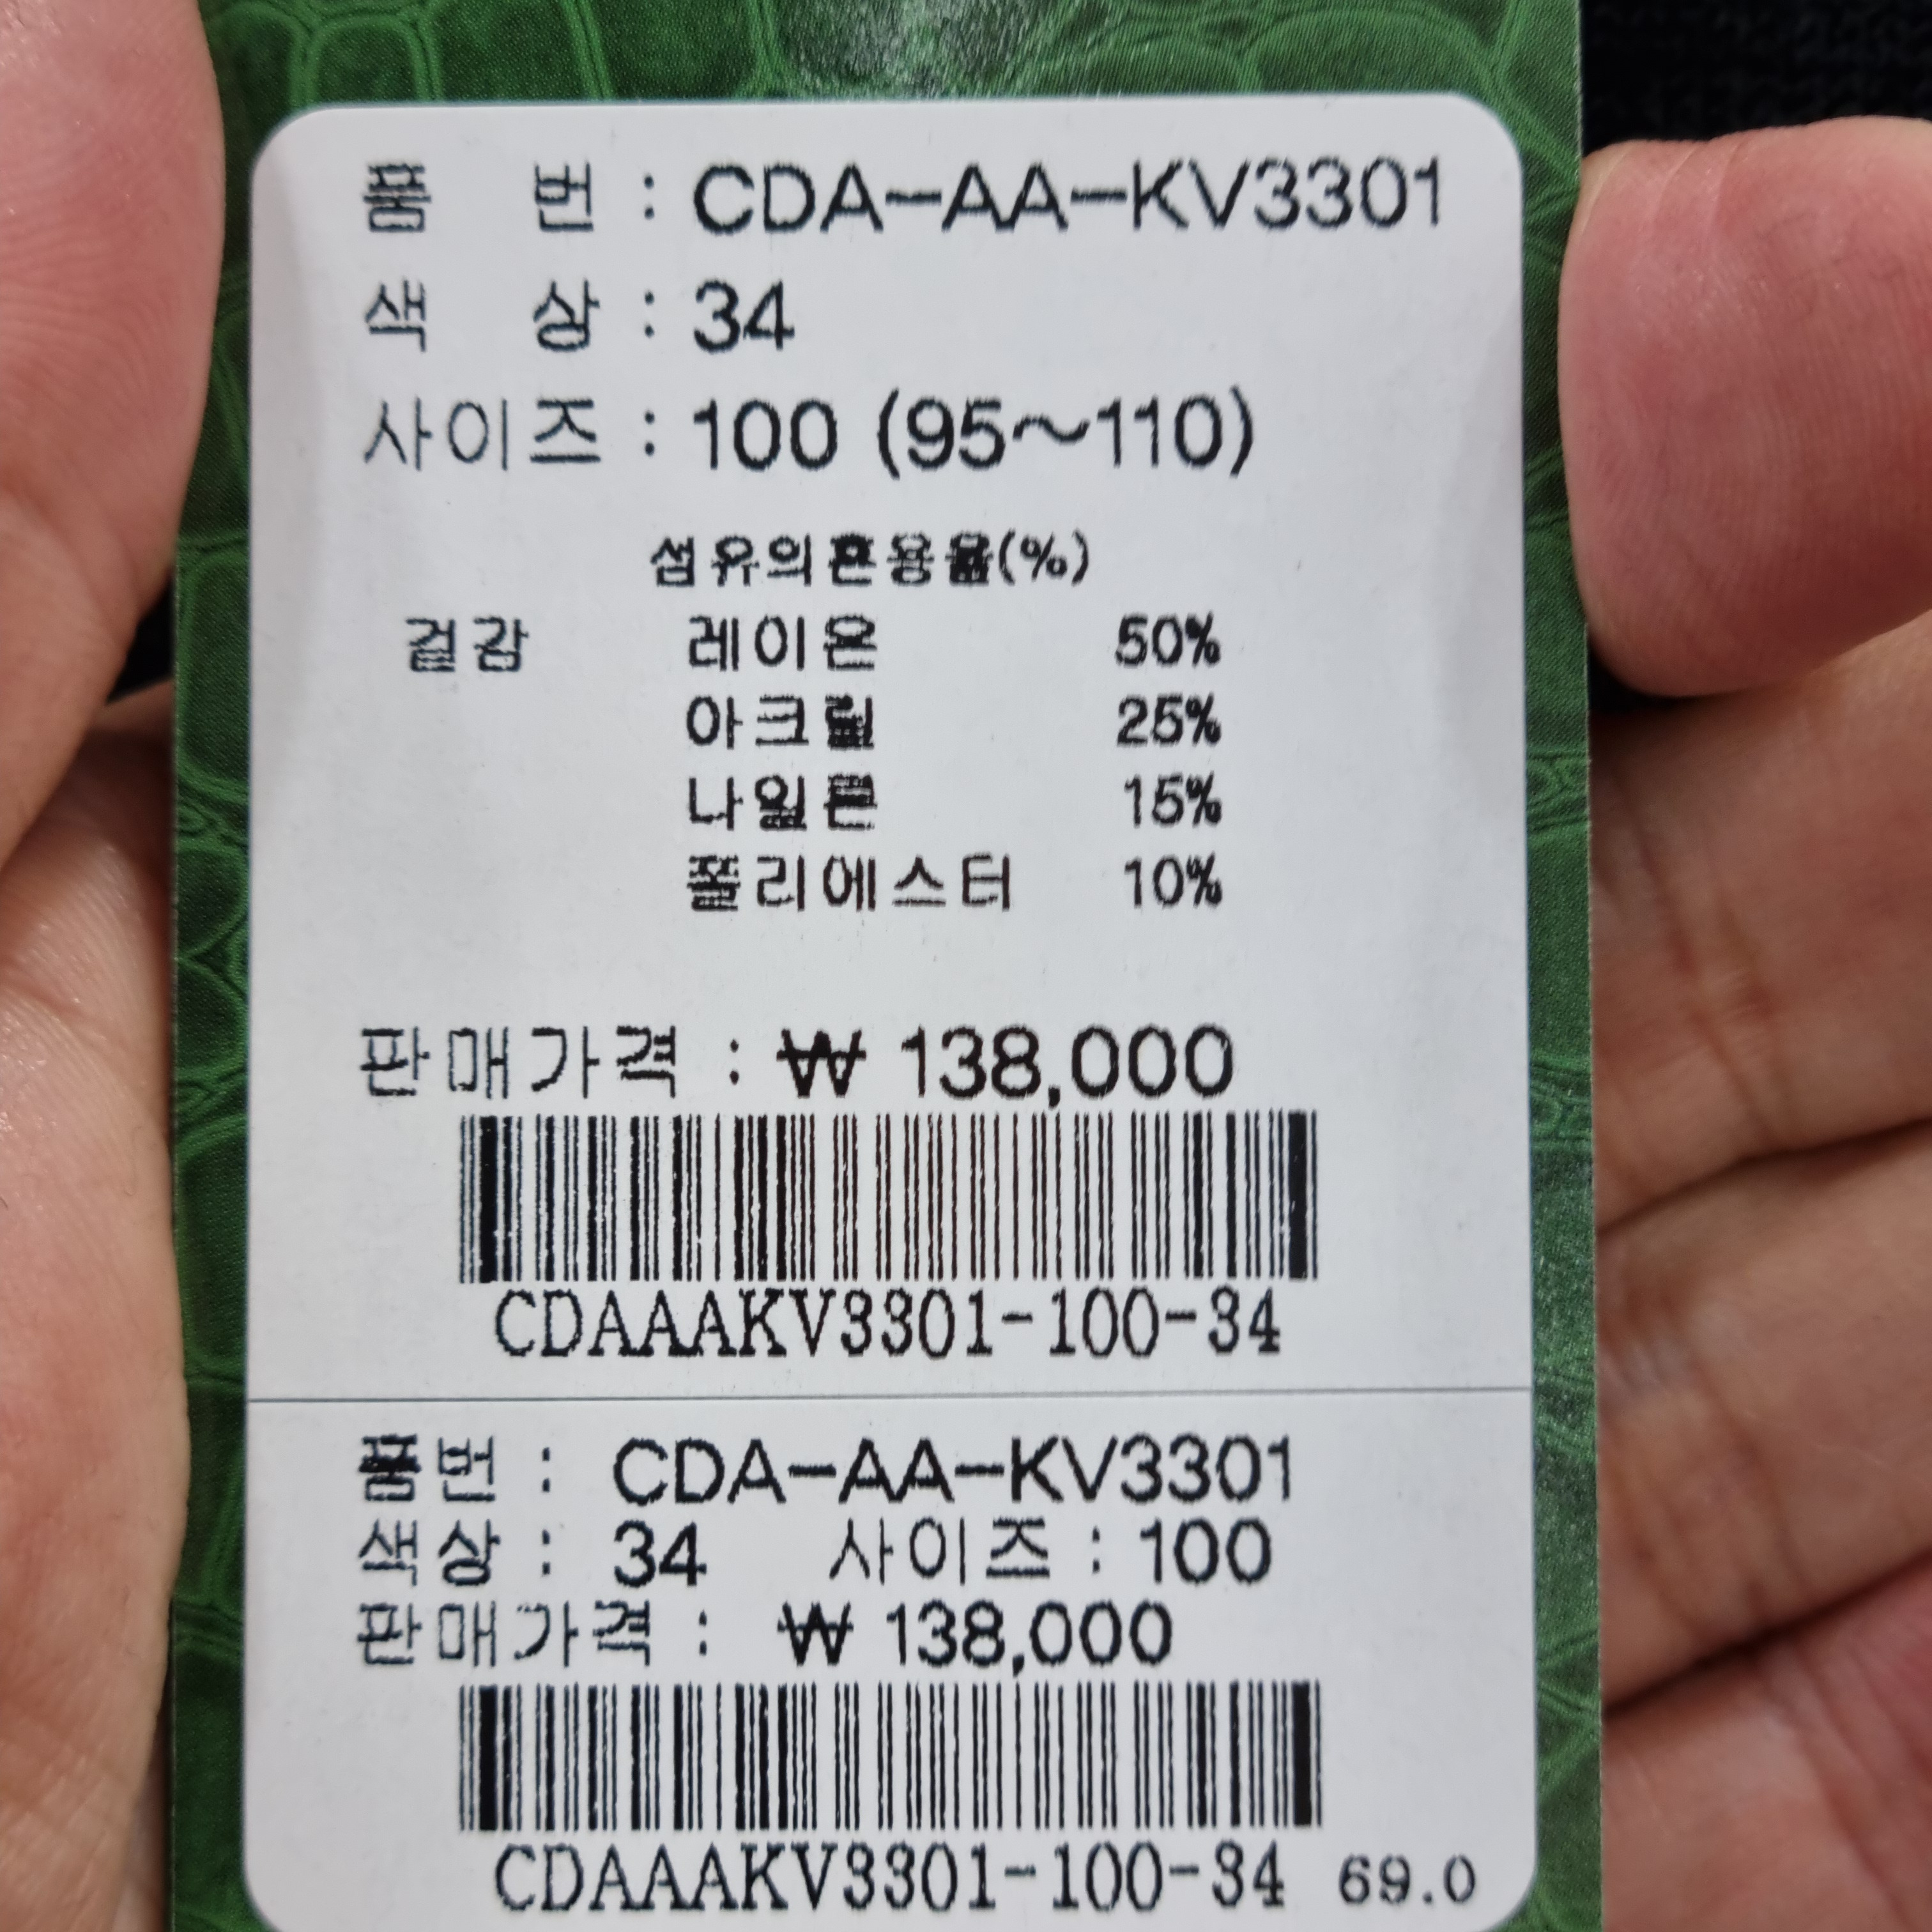 품 번 : CDA-AA-KV3301
색 상 : 34
사이즈 : 100 (95~110)
섬유의혼용율(%)
겉감 레이온 50%
아크릴 25%
나일론 15%
폴리에스터 10%
판매가격 : ₩ 138,000
CDAAAKV3301-100-34
품번 : CDA-AA-KV3301
색상 : 34 사이즈 : 100
판매가격 : ₩ 138,000
CDAAAKV3301-100-34 69.0